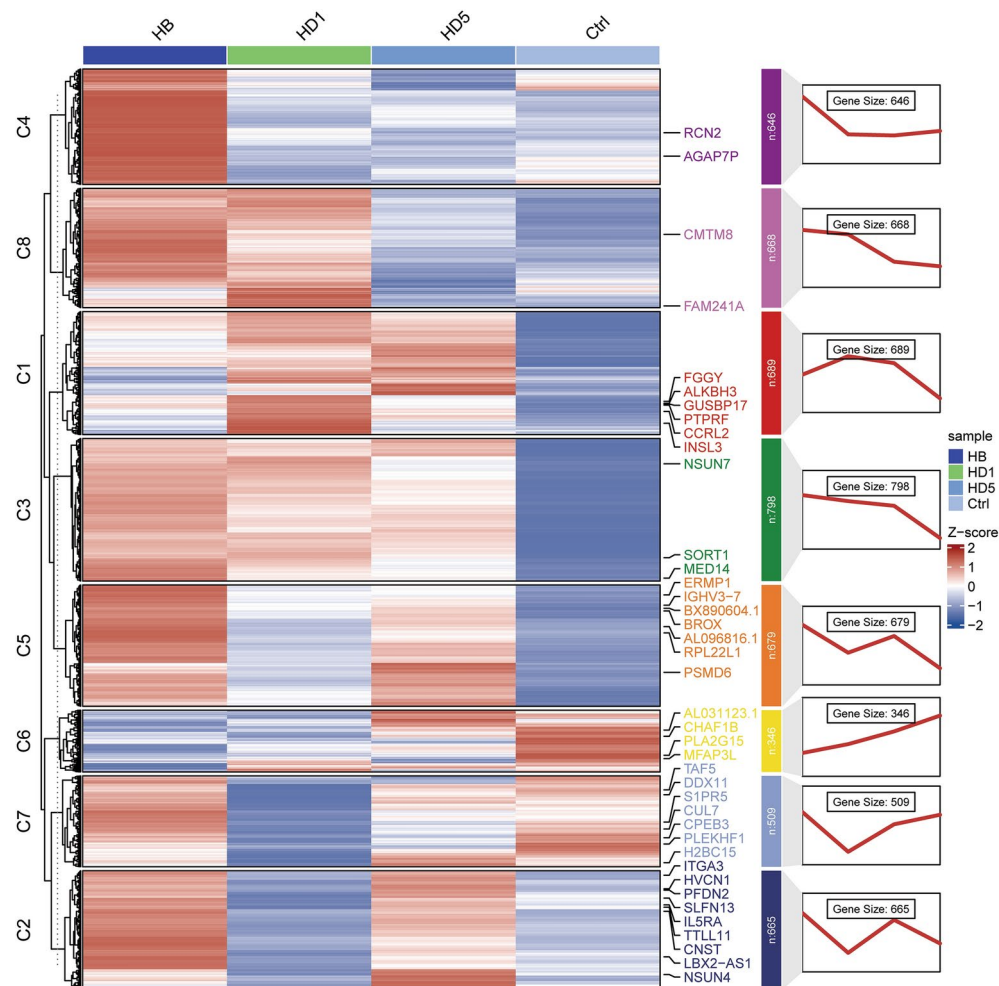 HB
HD1
HD5
Ctrl
C4
RCN2
AGAP7P
n:646
Gene Size: 646
C8
CMTM8
FAM241A
n:668
Gene Size: 668
C1
FGGY
ALKBH3
GUSBP17
PTPRF
CCRL2
INSL3
n:689
Gene Size: 689
C3
NSUN7
SORT1
MED14
n:798
Gene Size: 798
C5
ERMP1
IGHV3-7
BX890604.1
BROX
AL096816.1
RPL22L1
PSMD6
n:679
Gene Size: 679
C6
AL031123.1
CHAF1B
PLA2G15
MFAP3L
n:346
Gene Size: 346
C7
TAF5
DDX11
S1PR5
CUL7
CPEB3
PLEKHF1
H2BC15
n:509
Gene Size: 509
C2
ITGA3
HVCN1
PFDN2
SLFN13
IL5RA
TTLL11
CNST
LBX2-AS1
NSUN4
n:665
Gene Size: 665
sample
HB
HD1
HD5
Ctrl
Z-score
2
1
0
-1
-2